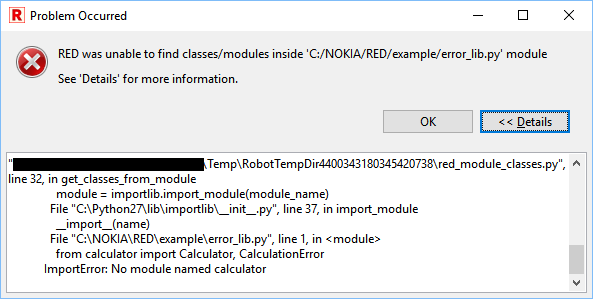 R Problem Occurred
RED was unable to find classes/modules inside 'C:/NOKIA/RED/example/error_lib.py' module
See 'Details' for more information.
OK
<< Details
"\Temp\RobotTempDir4400343180345420738\red_module_classes.py",
line 32, in get_classes_from_module
module = importlib.import_module(module_name)
File "C:\Python27\lib\importlib\__init__.py", line 37, in import_module
__import__(name)
File "C:\NOKIA\RED\example\error_lib.py", line 1, in <module>
from calculator import Calculator, CalculationError
ImportError: No module named calculator